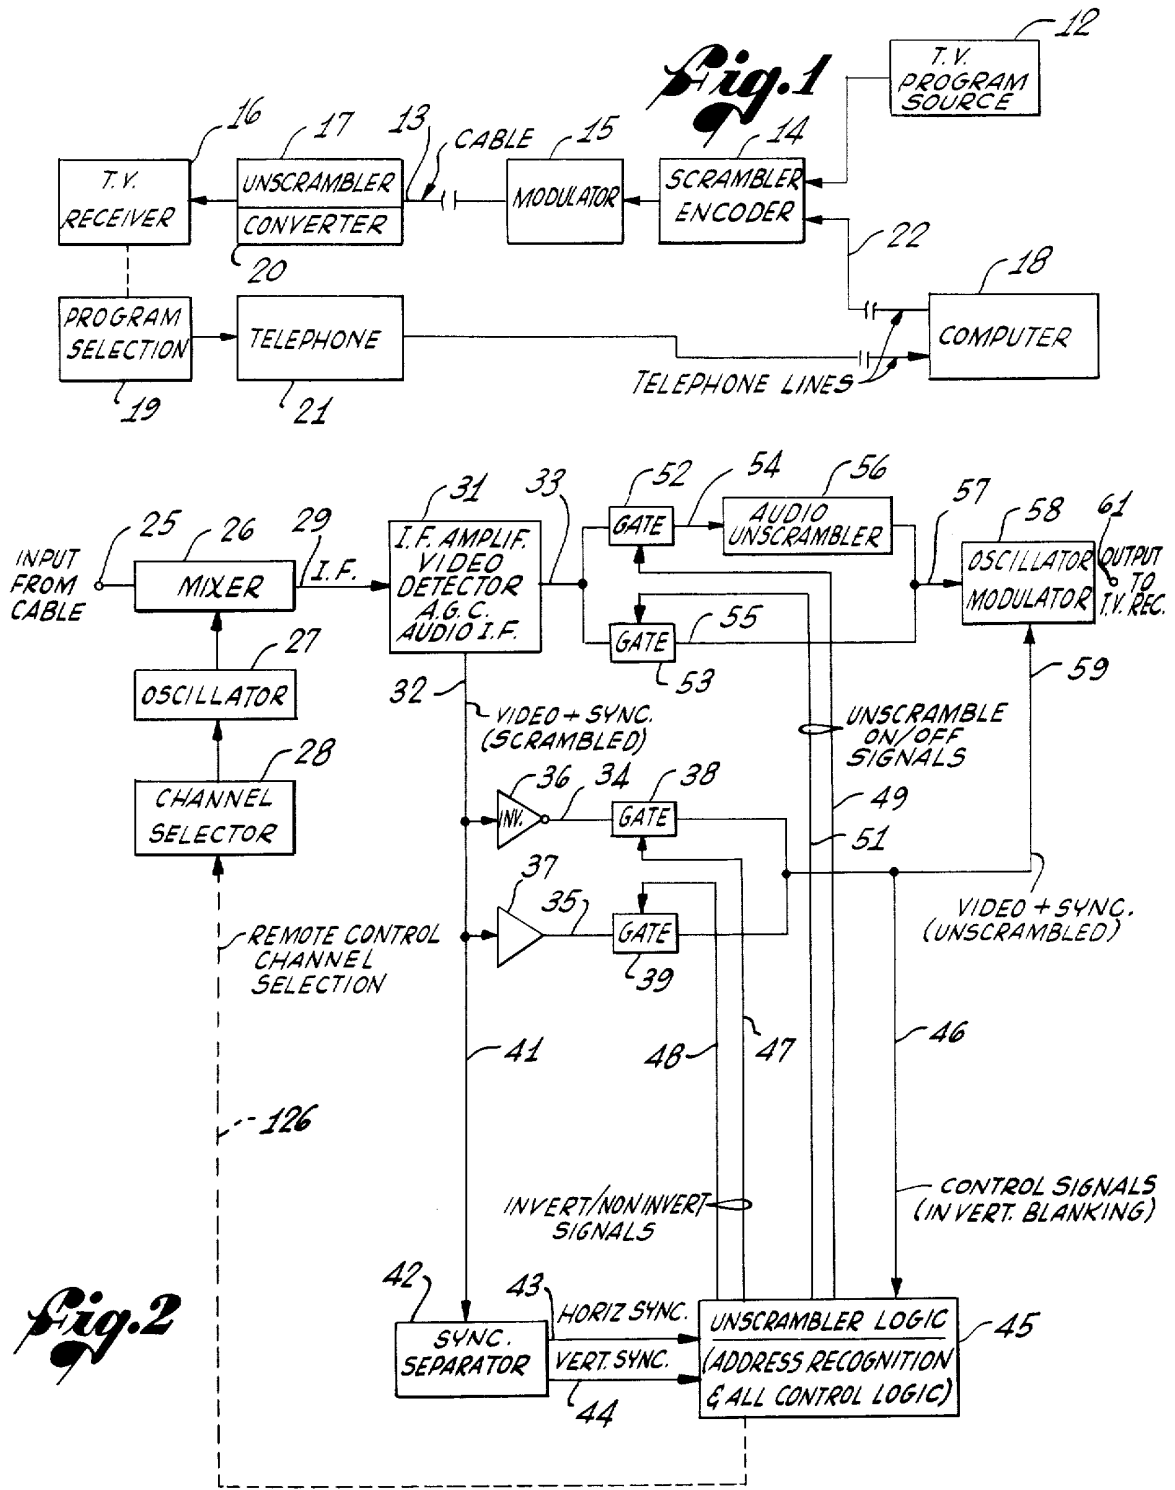 Fig.1
12
T.V.
PROGRAM
SOURCE
16
17
13
CABLE
15
14
T.V.
RECEIVER
UNSCRAMBLER
CONVERTER
MODULATOR
SCRAMBLER
ENCODER
20
22
18
PROGRAM
SELECTION
TELEPHONE
COMPUTER
TELEPHONE LINES
19
21
25
26
29
31
33
52
54
56
57
58
61
INPUT
FROM
CABLE
MIXER
I.F.
I.F. AMPLIF.
VIDEO
DETECTOR
A.G.C.
AUDIO I.F.
GATE
AUDIO
UNSCRAMBLER
OSCILLATOR
MODULATOR
OUTPUT
TO
T.V. REC.
GATE
55
53
27
OSCILLATOR
32
59
VIDEO + SYNC.
(SCRAMBLED)
UNSCRAMBLE
ON/OFF
SIGNALS
28
CHANNEL
SELECTOR
36
34
38
INV.
GATE
49
51
37
35
GATE
39
VIDEO + SYNC.
(UNSCRAMBLED)
REMOTE CONTROL
CHANNEL
SELECTION
41
48
47
46
126
INVERT/NONINVERT
SIGNALS
CONTROL SIGNALS
(IN VERT. BLANKING)
Fig.2
42
43
HORIZ SYNC.
SYNC.
SEPARATOR
VERT. SYNC.
44
UNSCRAMBLER LOGIC
(ADDRESS RECOGNITION
& ALL CONTROL LOGIC)
45